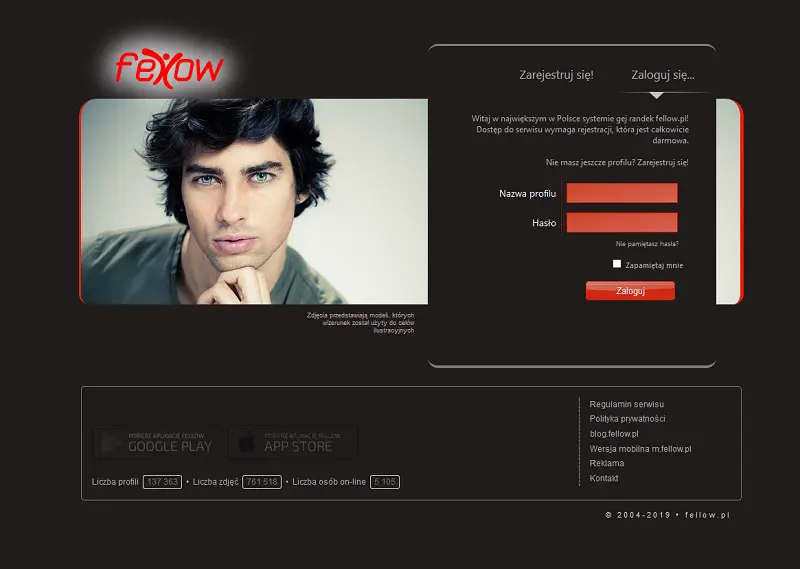 fellow
Zarejestruj się!
Zaloguj się...
Witaj w największym w Polsce systemie gej randek fellow.pl!
Dostęp do serwisu wymaga rejestracji, która jest całkowicie
darmowa.
Nie masz jeszcze profilu? Zarejestruj się!
Nazwa profilu
Hasło
Nie pamiętasz hasła?
Zapamiętaj mnie
Zaloguj
Zdjęcia przedstawiają modeli, których
wizerunek został użyty do celów
ilustracyjnych
POBIERZ APLIKACJĘ FELLOW
GOOGLE PLAY
POBIERZ APLIKACJĘ FELLOW
APP STORE
Liczba profili 137 363 • Liczba zdjęć 761 518 • Liczba osób on-line 5 105
Regulamin serwisu
Polityka prywatności
blog.fellow.pl
Wersja mobilna m.fellow.pl
Reklama
Kontakt
© 2004-2019 • fellow.pl